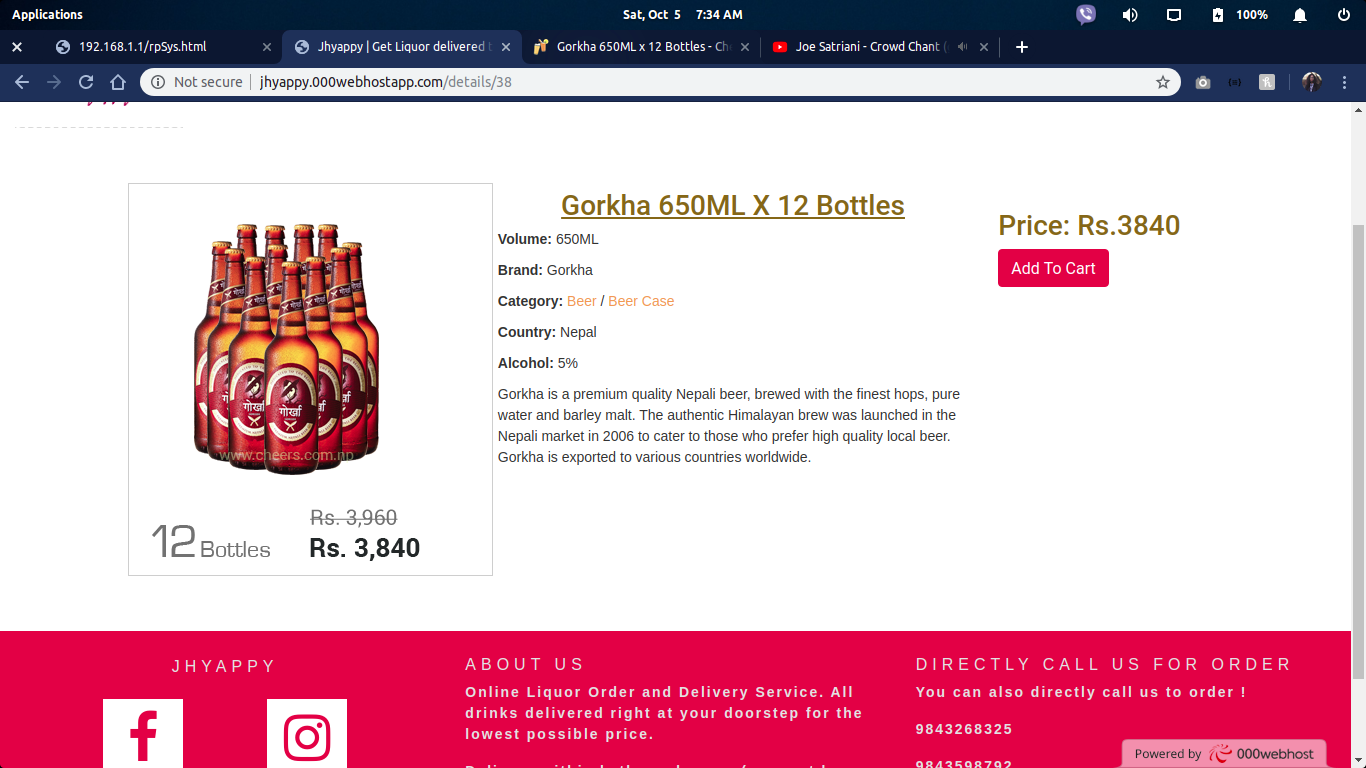 Applications
Sat, Oct 5 7:34 AM
100%
192.168.1.1/rpSys.html
Jhyappy | Get Liquor delivered
Gorkha 650ML x 12 Bottles - Ch
Joe Satriani - Crowd Chant
Not secure
jhyappy.000webhostapp.com/details/38
Gorkha 650ML X 12 Bottles
Volume: 650ML
Brand: Gorkha
Category: Beer / Beer Case
Country: Nepal
Alcohol: 5%
Gorkha is a premium quality Nepali beer, brewed with the finest hops, pure
water and barley malt. The authentic Himalayan brew was launched in the
Nepali market in 2006 to cater to those who prefer high quality local beer.
Gorkha is exported to various countries worldwide.
Price: Rs.3840
Add To Cart
गोर्खा
www.cheers.com.np
12 Bottles
Rs. 3,960
Rs. 3,840
JHYAPPY
ABOUT US
Online Liquor Order and Delivery Service. All
drinks delivered right at your doorstep for the
lowest possible price.
DIRECTLY CALL US FOR ORDER
You can also directly call us to order !
9843268325
9843598792
Powered by 000webhost